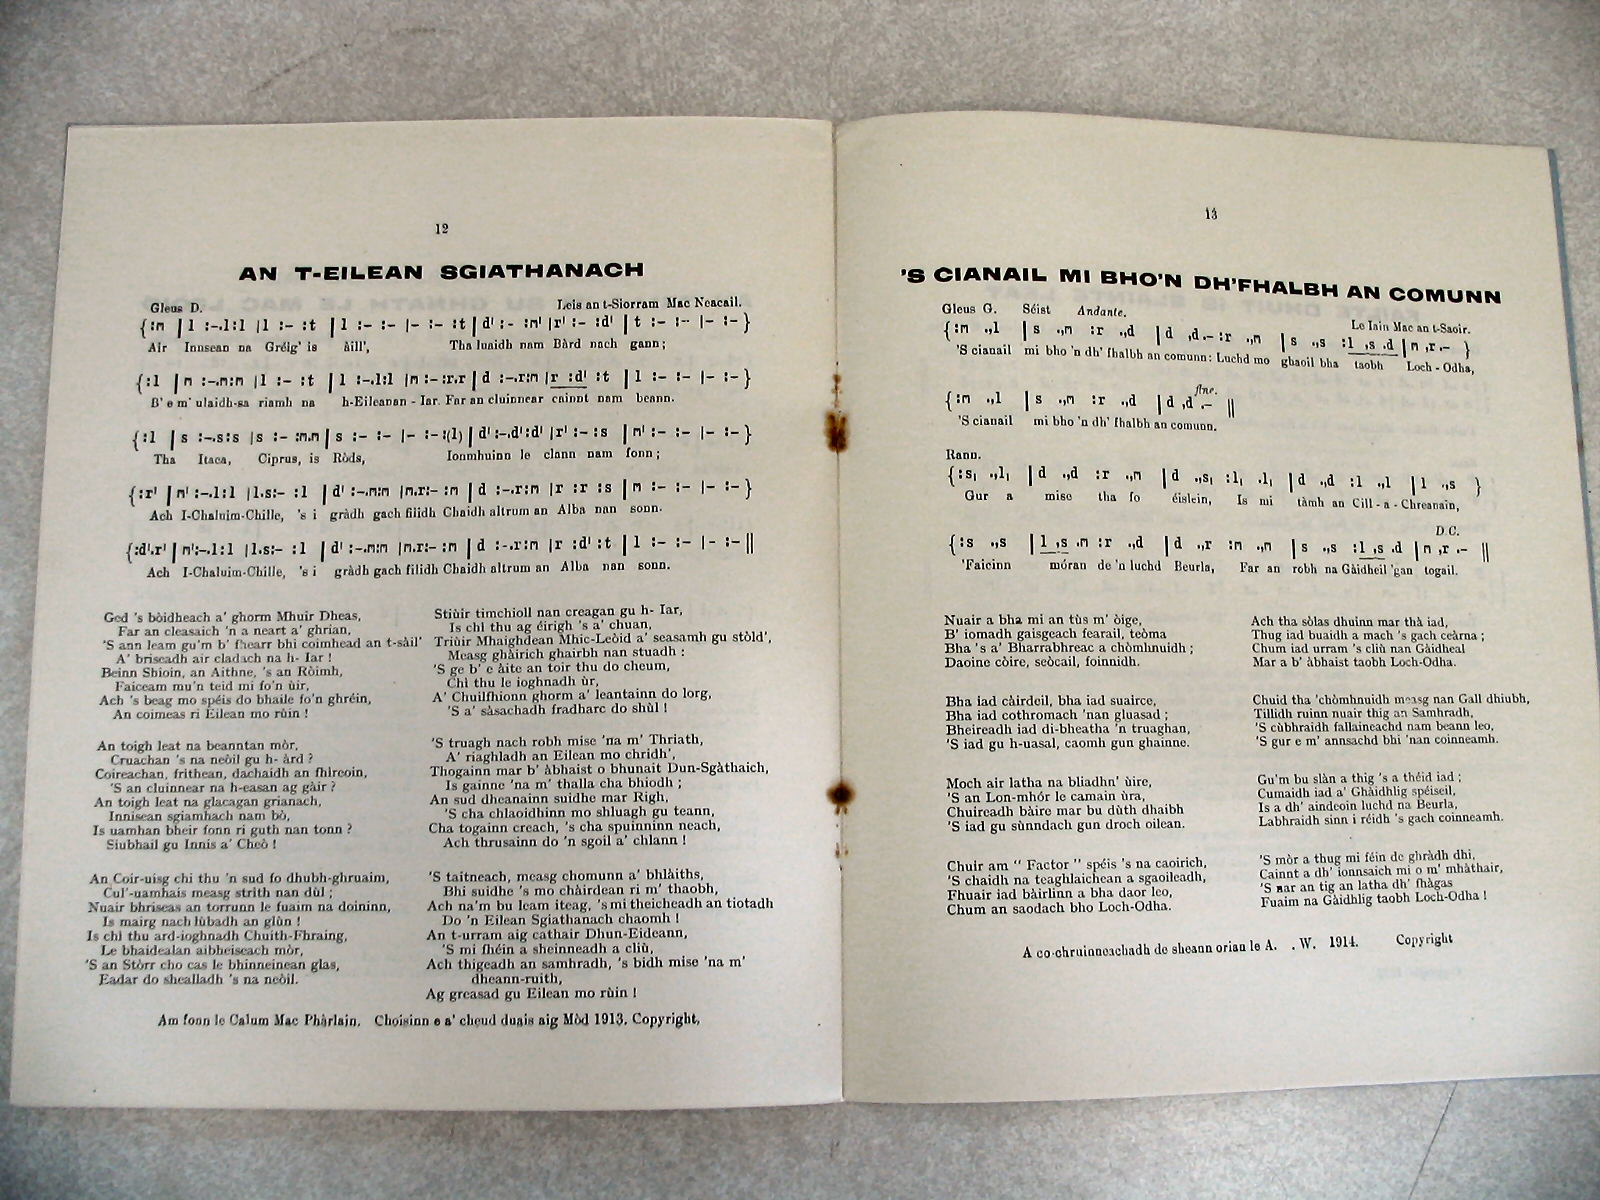 12
AN T-EILEAN SGIATHANACH
Gleus D. Leis an t-Siorram Mac Neacail.
{:m | l :-.l:l |l :- :t | l :- :- |- :- :t | d' :- :m' |r' :- :d' | t :- :- |- :- }
Air Innsean na Gréig' is àill', Tha luaidh nam Bàrd nach gann;
{:l | m :-.m:m |l :- :t | l :-.l:l |m :-:r.r | d :-.r:m |r :d' :t | l :- :- |- :- }
B' e m' ulaidh-sa riamh na h-Eileanan - Iar. Far an cluinnear cainnt nam beann.
{:l | s :-.s:s |s :- :m.m | s :- :- |- :-:(l) | d' :-.d':d' |r' :- :s | m' :- :- |- :- }
Tha Itaca, Ciprus, is Ròds, Ionmhuinn le clann nam fonn;
{:r' | m' :-.l:l |l.s:- :l | d' :-.m:m |m.r:- :m | d :-.r:m |r :r :s | m :- :- |- :- }
Ach I-Chaluim-Chille, 's i gràdh gach filidh Chaidh altrum an Alba nan sonn.
{:d'.r' | m':-.l:l |l.s:- :l | d' :-.m:m |m.r:- :m | d :-.r:m |r :d' :t | l :- :- |- :- ||
Ach I-Chaluim-Chille, 's i gràdh gach filidh Chaidh altrum an Alba nan sonn.
Ged 's bòidheach a' ghorm Mhuir Dheas,
Far an cleasaich 'n a neart a' ghrian,
'S ann leam gu'm b' fhearr bhi coimhead an t-sàil'
A' briseadh air cladach na h- Iar !
Beinn Shioin, an Aithne, 's an Ròimh,
Faiceam mu'n teid mi fo'n ùir,
Ach 's beag mo spéis do bhaile fo'n ghréin,
An coimeas ri Eilean mo rùin !
An toigh leat na beanntan mòr,
Cruachan 's na neòil gu h- àrd ?
Coireachan, frithean, dachaidh an fhìreoin,
'S an cluinnear na h-easan ag gàir ?
An toigh leat na glacagan grianach,
Innisean sgiamhach nam bò,
Is uamhan bheir fonn ri guth nan tonn ?
Siubhail gu Innis a' Cheò !
An Coir-uisg chi thu 'n sud fo dhubh-ghruaim,
Cul'-uamhais measg strith nan dùl ;
Nuair bhriseas an torrunn le fuaim na doininn,
Is mairg nach lùbadh an glùn !
Is chì thu ard-ioghnadh Chuith-Fhraing,
Le bhaidealan aibheiseach mòr,
'S an Stòrr cho cas le bhinneinean glas,
Eadar do shealladh 's na neòil.
Stiùir timchioll nan creagan gu h- Iar,
Is chì thu ag éirigh 's a' chuan,
Triùir Mhaighdean Mhic-Leòid a' seasamh gu stòld',
Measg ghàirich ghairbh nan stuadh :
'S ge b' e àite an toir thu do cheum,
Chì thu le ioghnadh ùr,
A' Chuilfhionn ghorm a' leantainn do lorg,
'S a' sàsachadh fradharc do shùl !
'S truagh nach robh mise 'na m' Thriath,
A' riaghladh an Eilean mo chridh',
Thogainn mar b' àbhaist o bhunait Dun-Sgàthaich,
Is gainne 'na m' thalla cha bhiodh ;
An sud dheanainn suidhe mar Righ,
'S cha chlaoidhinn mo shluagh gu teann,
Cha togainn creach, 's cha spuinninn neach,
Ach thrusainn do 'n sgoil a' chlann !
'S taitneach, measg chomunn a' bhlàiths,
Bhi suidhe 's mo chàirdean ri m' thaobh,
Ach na'm bu leam iteag, 's mi theicheadh an tiotadh
Do 'n Eilean Sgiathanach chaomh !
An t-urram aig cathair Dhun-Eideann,
'S mi fhéin a sheinneadh a cliù,
Ach thigeadh an samhradh, 's bidh mise 'na m'
dheann-ruith,
Ag greasad gu Eilean mo rùin !
Am fonn le Calum Mac Phàrlain. Choisinn e a' cheud duais aig Mòd 1913. Copyright,
13
'S CIANAIL MI BHO'N DH'FHALBH AN COMUNN
Gleus G. Séist Andante. Le Iain Mac an t-Saoir.
{:m .,l | s .,m :r .,d | d ,d.-:r .,m | s .,s :l ,s .d | m ,r .- }
'S cianail mi bho 'n dh' fhalbh an comunn: Luchd mo ghaoil bha taobh Loch - Odha,
{:m .,l | s .,m :r .,d | d ,d .- || fine.
'S cianail mi bho 'n dh' fhalbh an comunn.
Rann.
{:s₁ .,l₁ | d .,d :r .,m | d .,s₁ :l₁ .l₁ | d .,d :l .,l | l .,s }
Gur a mise tha fo éislein, Is mi tàmh an Cill - a - Chreanain,
D.C.
{:s .,s | l ,s .m :r .,d | d .,r :m .,m | s .,s :l ,s .d | m ,r .- ||
'Faicinn móran de 'n luchd Beurla, Far an robh na Gàidheil 'gan togail.
Nuair a bha mi an tùs m' òige,
B' iomadh gaisgeach fearail, teòma
Bha 's a' Bharrabhreac a chòmhnuidh ;
Daoine còire, seòcail, foinnidh.
Bha iad càirdeil, bha iad suairce,
Bha iad cothromach 'nan gluasad ;
Bheireadh iad di-bheatha 'n truaghan,
'S iad gu h-uasal, caomh gun ghainne.
Moch air latha na bliadhn' ùire,
'S an Lon-mhór le camain ùra,
Chuireadh bàire mar bu dùth dhaibh
'S iad gu sùnndach gun droch oilean.
Chuir am " Factor " spéis 's na caoirich,
'S chaidh na teaghlaichean a sgaoileadh,
Fhuair iad bàirlinn a bha daor leo,
Chum an saodach bho Loch-Odha.
Ach tha sòlas dhuinn mar thà iad,
Thug iad buaidh a mach 's gach ceàrna ;
Chum iad urram 's cliù nan Gàidheal
Mar a b' àbhaist taobh Loch-Odha.
Chuid tha 'chòmhnuidh measg nan Gall dhiubh,
Tillidh ruinn nuair thig an Samhradh,
'S cùbhraidh fallaineachd nam beann leo,
'S gur e m' annsachd bhi 'nan coinneamh.
Gu'm bu slàn a thig 's a théid iad ;
Cumaidh iad a' Ghàidhlig spéiseil,
Is a dh' aindeoin luchd na Beurla,
Labhraidh sinn i réidh 's gach coinneamh.
'S mòr a thug mi féin de ghràdh dhi,
Cainnt a dh' ionnsaich mi o m' mhàthair,
'S nar an tig an latha dh' fhàgas
Fuaim na Gàidhlig taobh Loch-Odha !
A co-chruinneachadh de sheann orian le A. . W. 1914. Copyright